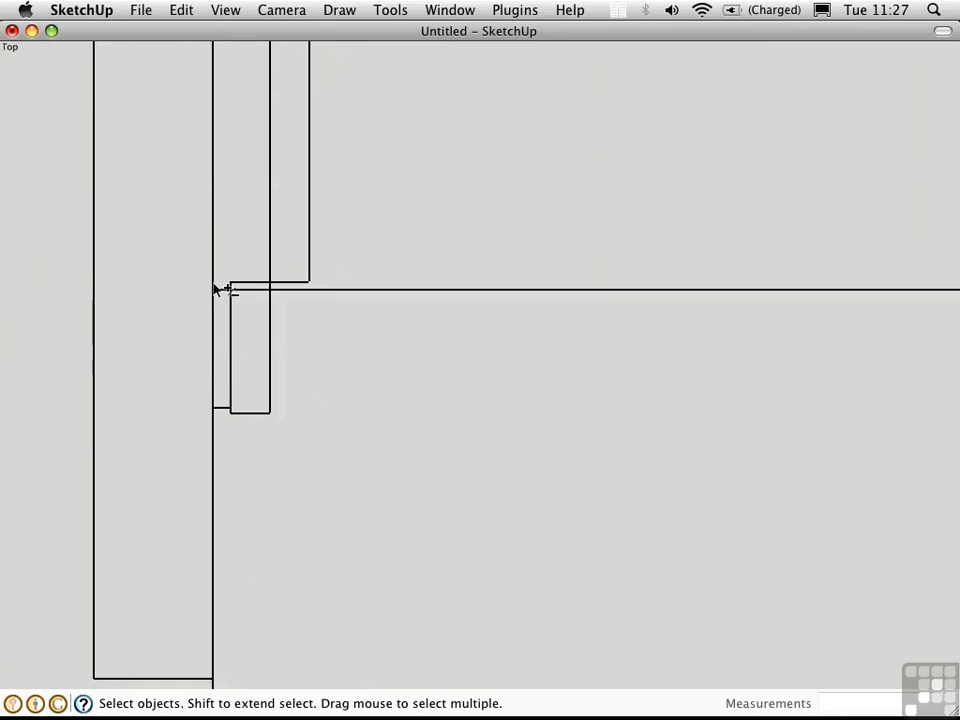 SketchUp File Edit View Camera Draw Tools Window Plugins Help (Charged) Tue 11:27
Untitled – SketchUp
Top
Select objects. Shift to extend select. Drag mouse to select multiple. Measurements